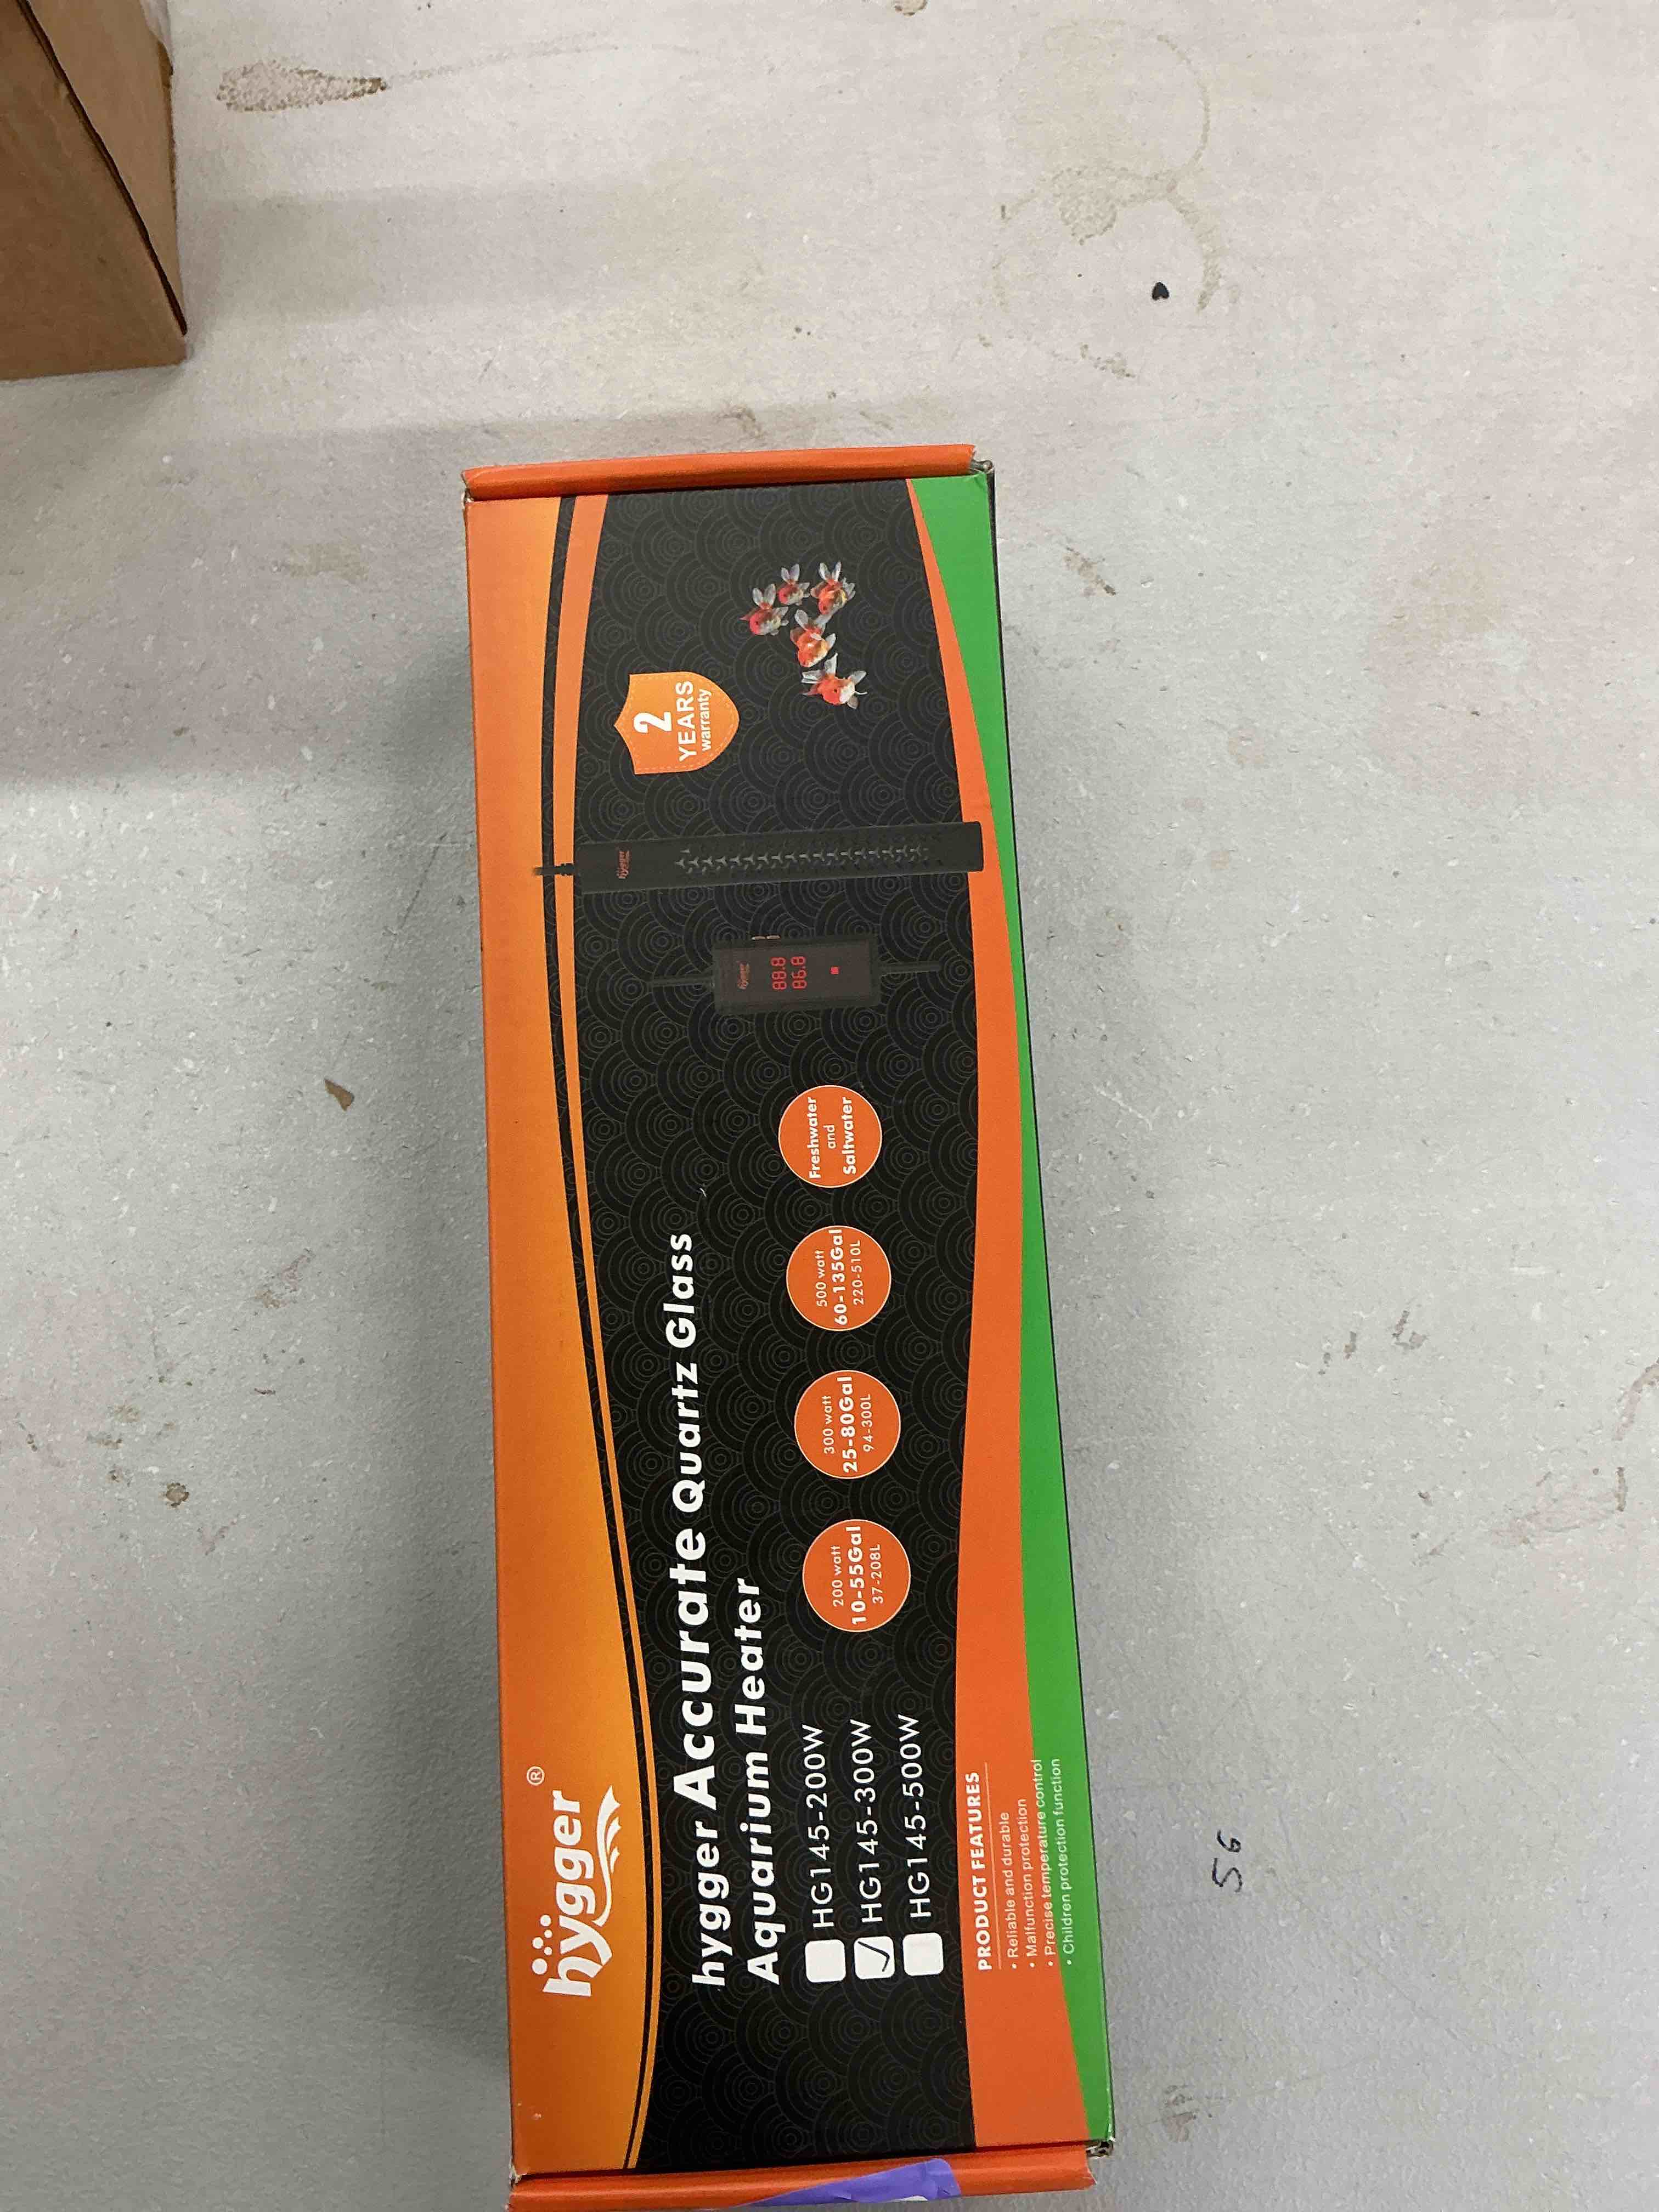 hygger®
hygger Accurate Quartz Glass
Aquarium Heater
HG145-200W
HG145-300W
HG145-500W
200 watt
10-55Gal
37-208L
300 watt
25-80Gal
94-300L
500 watt
60-135Gal
220-510L
Freshwater
and
Saltwater
hygger
88.8
86.8
hygger
2
YEARS
warranty
PRODUCT FEATURES
· Reliable and durable
· Malfunction protection
· Precise temperature control
· Children protection function
56